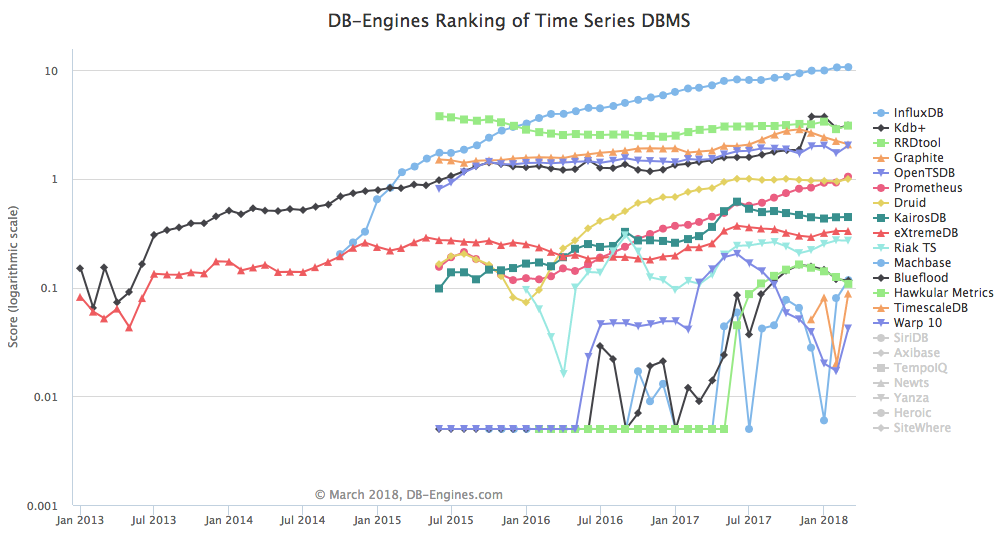 DB-Engines Ranking of Time Series DBMS
Score (logarithmic scale)
10
1
0.1
0.01
0.001
Jan 2013
Jul 2013
Jan 2014
Jul 2014
Jan 2015
Jul 2015
Jan 2016
Jul 2016
Jan 2017
Jul 2017
Jan 2018
© March 2018, DB-Engines.com
InfluxDB
Kdb+
RRDtool
Graphite
OpenTSDB
Prometheus
Druid
KairosDB
eXtremeDB
Riak TS
Machbase
Blueflood
Hawkular Metrics
TimescaleDB
Warp 10
SiriDB
Axibase
TempoIQ
Newts
Yanza
Heroic
SiteWhere